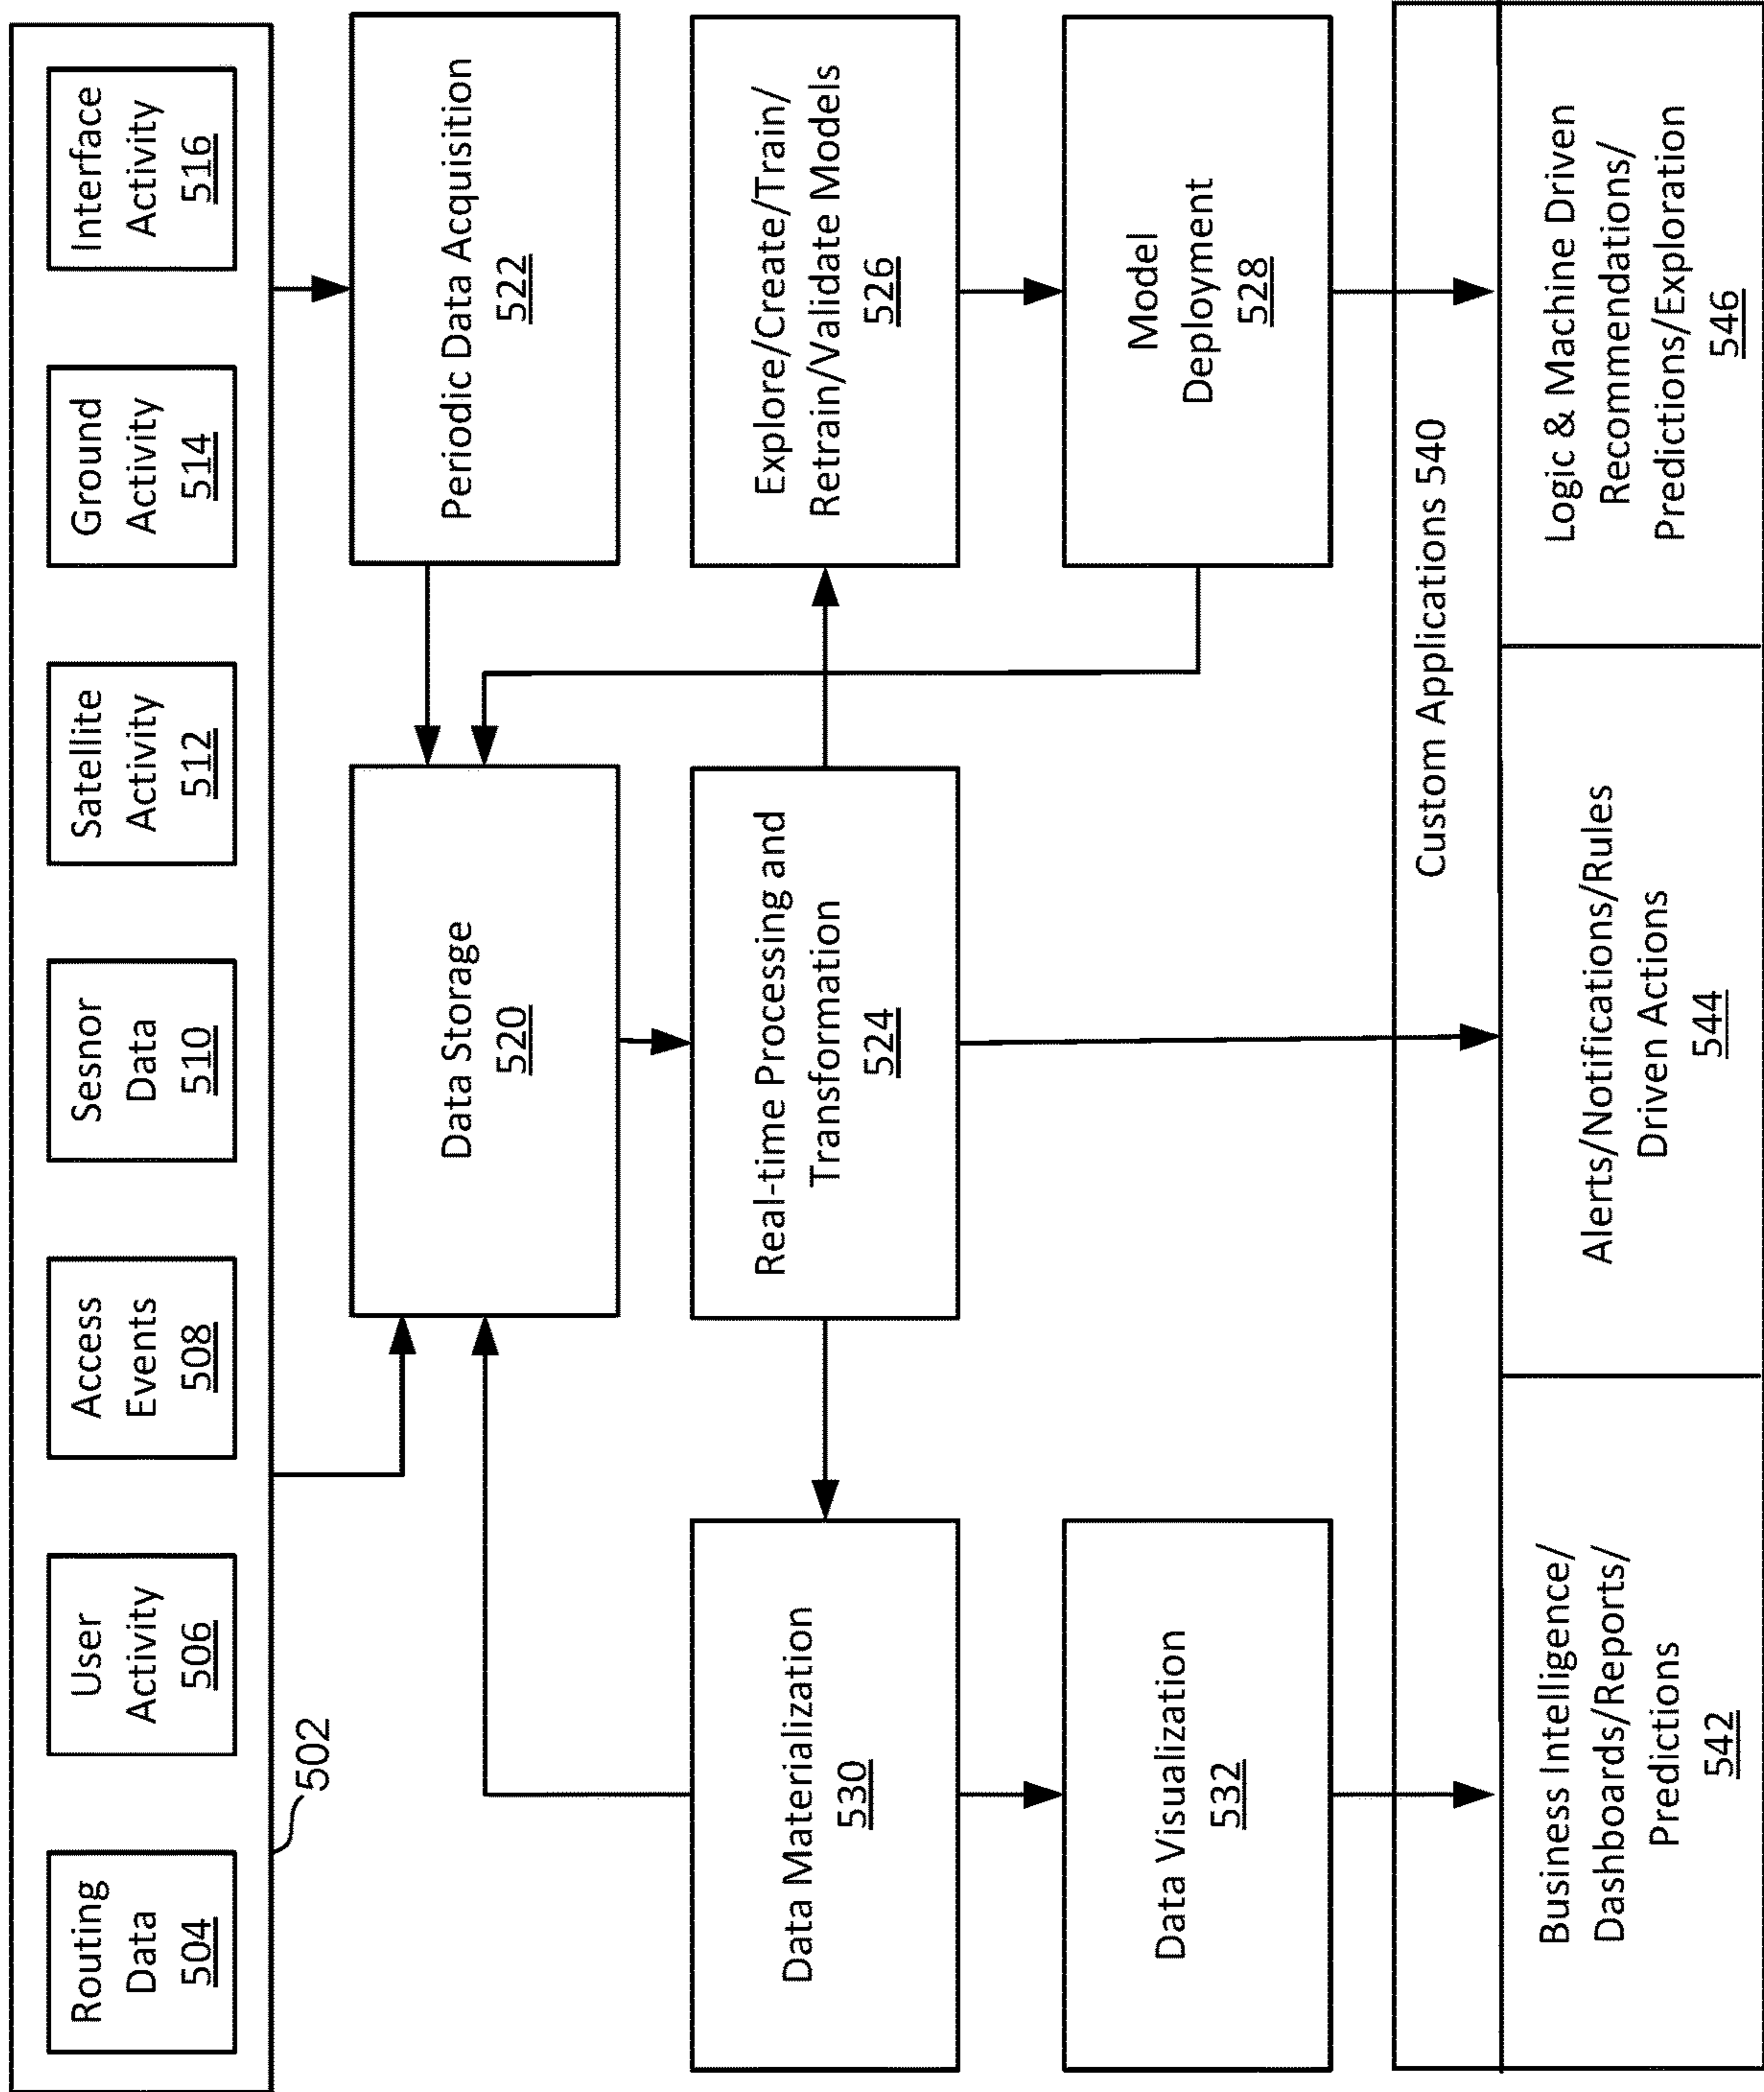 Routing
Data
504
User
Activity
506
Access
Events
508
Sesnor
Data
510
Satellite
Activity
512
Ground
Activity
514
Interface
Activity
516
502
Data Storage
520
Periodic Data Acquisition
522
Data Materialization
530
Real-time Processing and
Transformation
524
Explore/Create/Train/
Retrain/Validate Models
526
Data Visualization
532
Model
Deployment
528
Custom Applications 540
Business Intelligence/
Dashboards/Reports/
Predictions
542
Alerts/Notifications/Rules
Driven Actions
544
Logic & Machine Driven
Recommendations/
Predictions/Exploration
546